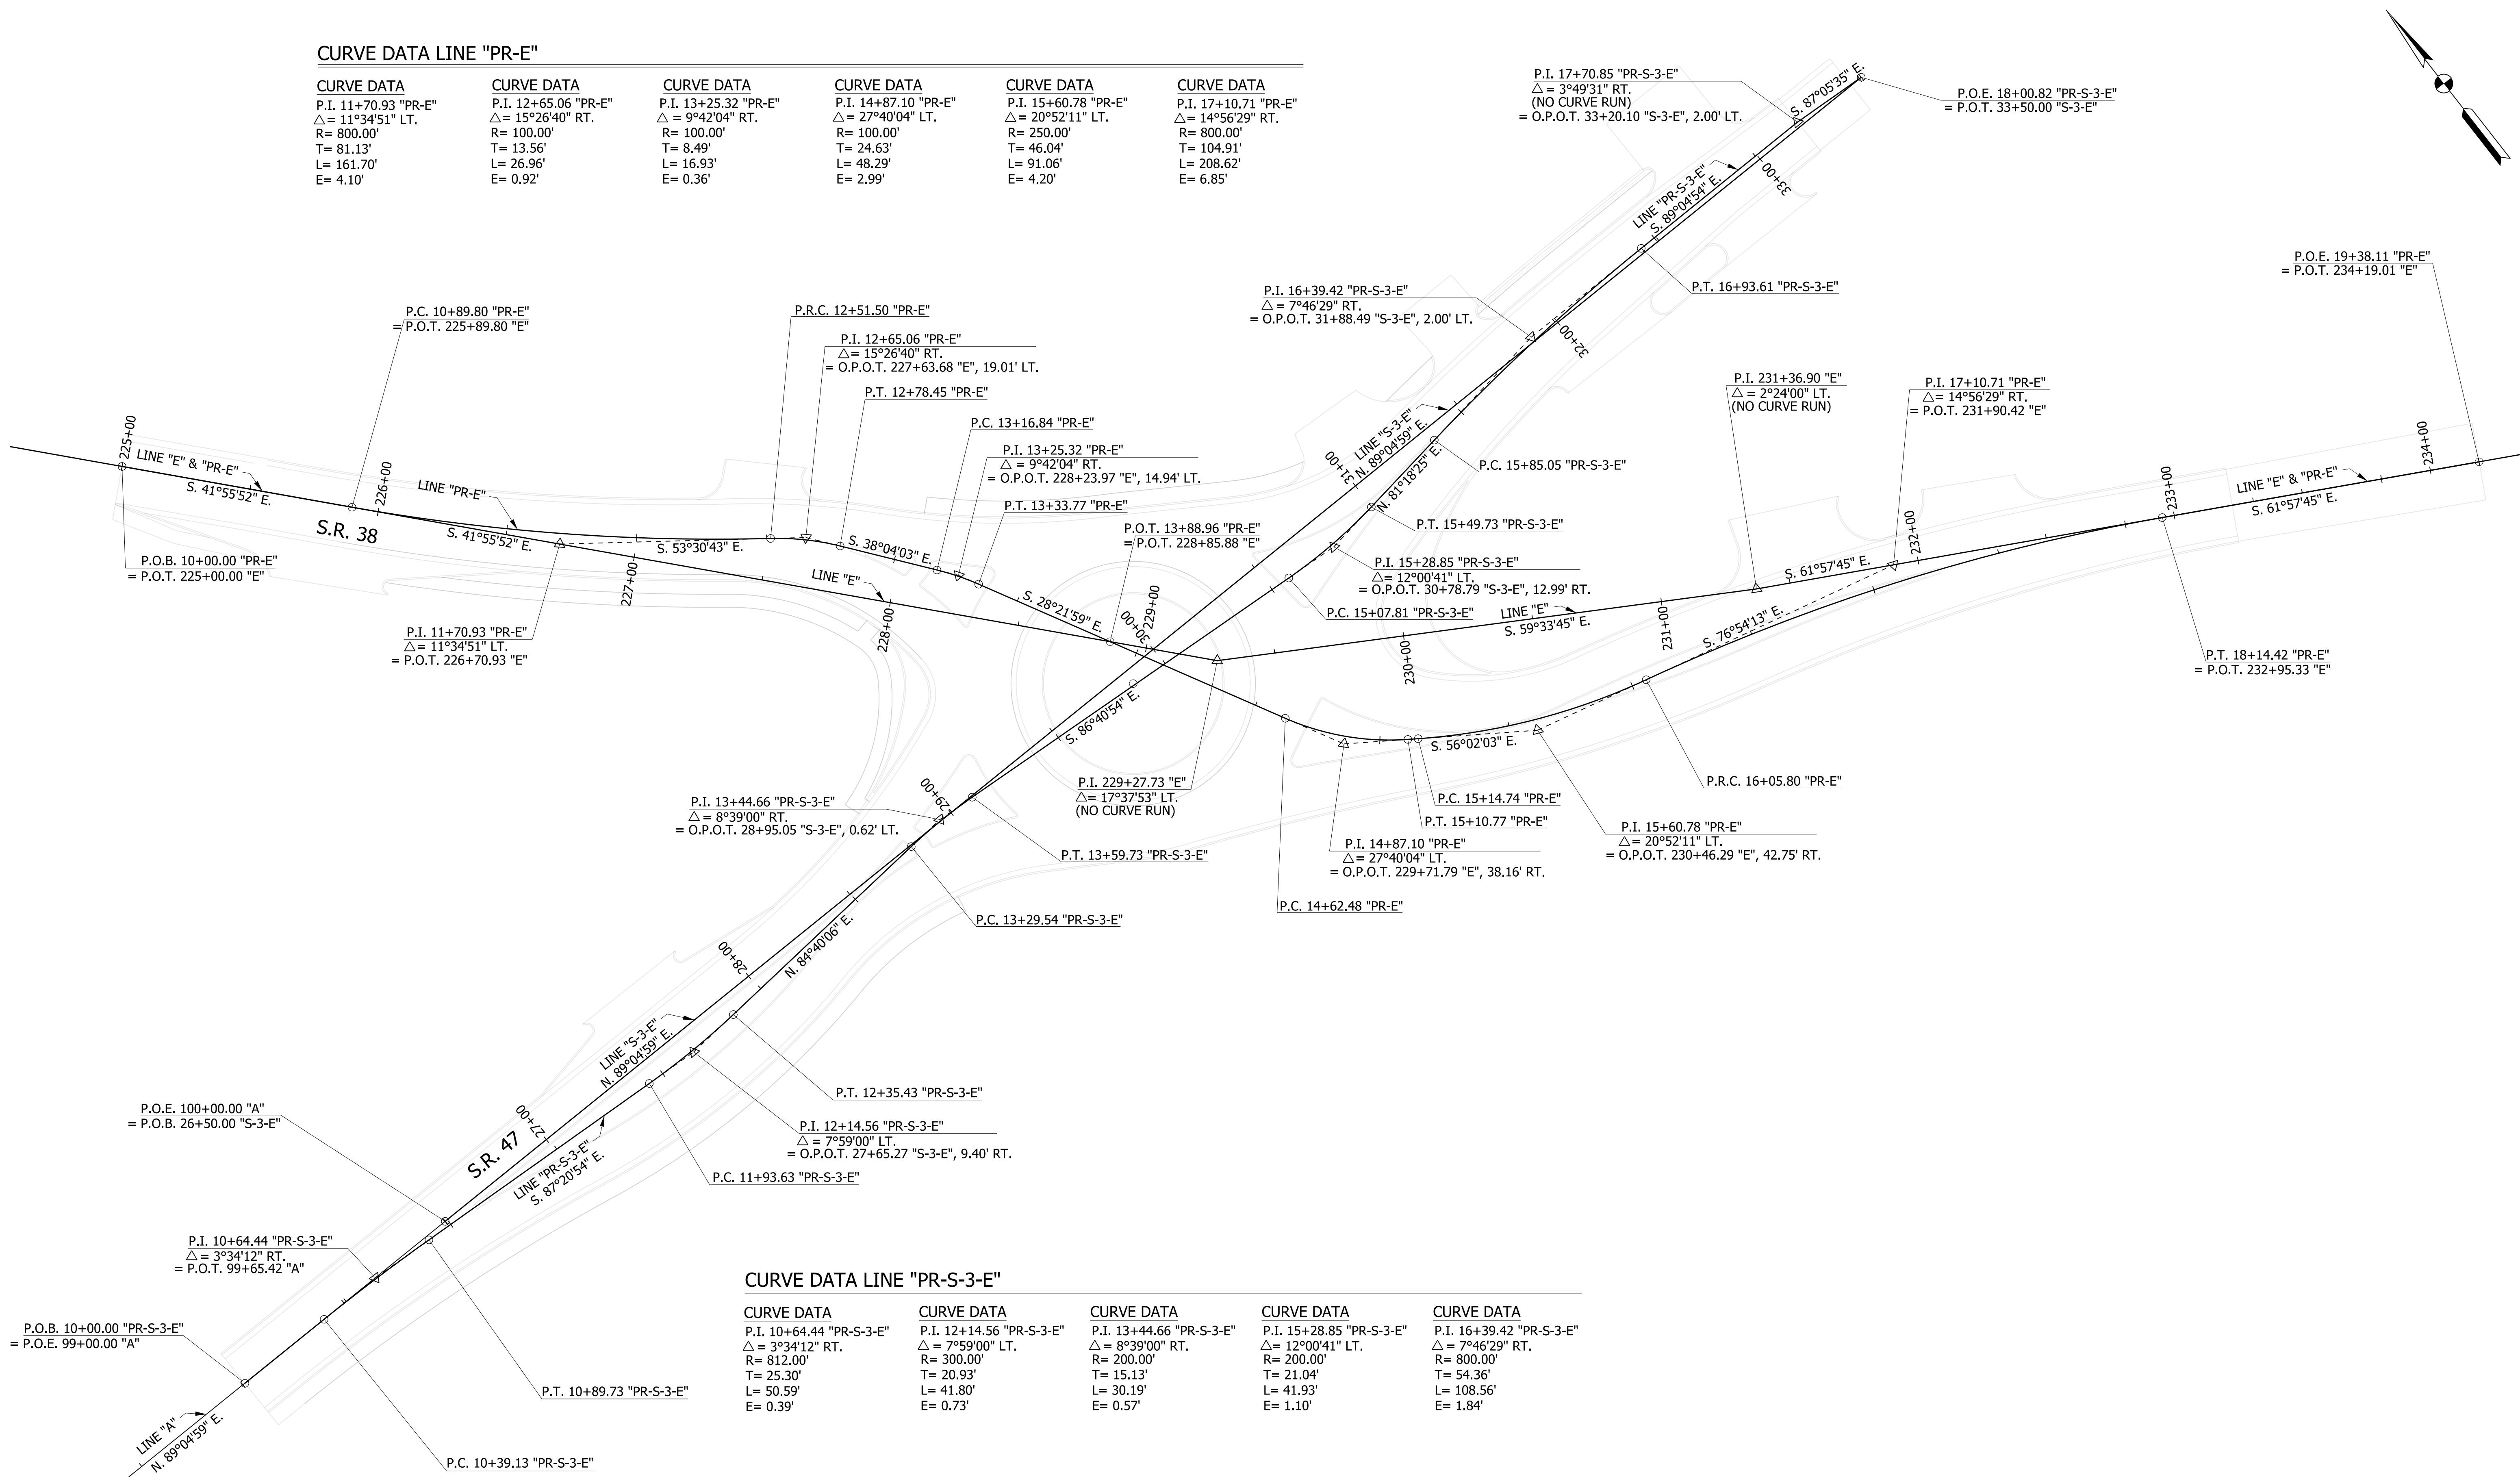 CURVE DATA LINE "PR-E"
CURVE DATA
P.I. 11+70.93 "PR-E"
△= 11°34'51" LT.
R= 800.00'
T= 81.13'
L= 161.70'
E= 4.10'
CURVE DATA
P.I. 12+65.06 "PR-E"
△= 15°26'40" RT.
R= 100.00'
T= 13.56'
L= 26.96'
E= 0.92'
CURVE DATA
P.I. 13+25.32 "PR-E"
△ = 9°42'04" RT.
R= 100.00'
T= 8.49'
L= 16.93'
E= 0.36'
CURVE DATA
P.I. 14+87.10 "PR-E"
△= 27°40'04" LT.
R= 100.00'
T= 24.63'
L= 48.29'
E= 2.99'
CURVE DATA
P.I. 15+60.78 "PR-E"
△= 20°52'11" LT.
R= 250.00'
T= 46.04'
L= 91.06'
E= 4.20'
CURVE DATA
P.I. 17+10.71 "PR-E"
△= 14°56'29" RT.
R= 800.00'
T= 104.91'
L= 208.62'
E= 6.85'
P.I. 17+70.85 "PR-S-3-E"
△ = 3°49'31" RT.
(NO CURVE RUN)
= O.P.O.T. 33+20.10 "S-3-E", 2.00' LT.
S. 87°05'35" E.
P.O.E. 18+00.82 "PR-S-3-E"
= P.O.T. 33+50.00 "S-3-E"
33+00
LINE "PR-S-3-E"
S. 89°04'54" E.
P.T. 16+93.61 "PR-S-3-E"
P.O.E. 19+38.11 "PR-E"
= P.O.T. 234+19.01 "E"
P.I. 16+39.42 "PR-S-3-E"
△ = 7°46'29" RT.
= O.P.O.T. 31+88.49 "S-3-E", 2.00' LT.
32+00
P.C. 10+89.80 "PR-E"
= P.O.T. 225+89.80 "E"
P.R.C. 12+51.50 "PR-E"
P.I. 12+65.06 "PR-E"
△= 15°26'40" RT.
= O.P.O.T. 227+63.68 "E", 19.01' LT.
P.T. 12+78.45 "PR-E"
P.C. 13+16.84 "PR-E"
P.I. 13+25.32 "PR-E"
△ = 9°42'04" RT.
= O.P.O.T. 228+23.97 "E", 14.94' LT.
P.T. 13+33.77 "PR-E"
P.O.T. 13+88.96 "PR-E"
= P.O.T. 228+85.88 "E"
LINE "S-3-E"
N. 89°04'59" E.
31+00
N. 81°18'25" E.
P.C. 15+85.05 "PR-S-3-E"
P.T. 15+49.73 "PR-S-3-E"
P.I. 15+28.85 "PR-S-3-E"
△= 12°00'41" LT.
= O.P.O.T. 30+78.79 "S-3-E", 12.99' RT.
P.C. 15+07.81 "PR-S-3-E"
P.I. 231+36.90 "E"
△ = 2°24'00" LT.
(NO CURVE RUN)
P.I. 17+10.71 "PR-E"
△= 14°56'29" RT.
= P.O.T. 231+90.42 "E"
225+00
LINE "E" & "PR-E"
S. 41°55'52" E.
226+00
LINE "PR-E"
S.R. 38
S. 41°55'52" E.
S. 53°30'43" E.
227+00
S. 38°04'03" E.
LINE "E"
228+00
S. 28°21'59" E.
30+00
229+00
P.O.B. 10+00.00 "PR-E"
= P.O.T. 225+00.00 "E"
P.I. 11+70.93 "PR-E"
△= 11°34'51" LT.
= P.O.T. 226+70.93 "E"
LINE "E"
S. 59°33'45" E.
230+00
231+00
S. 61°57'45" E.
232+00
S. 76°54'13" E.
233+00
LINE "E" & "PR-E"
S. 61°57'45" E.
234+00
P.T. 18+14.42 "PR-E"
= P.O.T. 232+95.33 "E"
S. 86°40'54" E.
S. 56°02'03" E.
P.I. 229+27.73 "E"
△= 17°37'53" LT.
(NO CURVE RUN)
P.R.C. 16+05.80 "PR-E"
P.C. 15+14.74 "PR-E"
P.T. 15+10.77 "PR-E"
P.I. 14+87.10 "PR-E"
△= 27°40'04" LT.
= O.P.O.T. 229+71.79 "E", 38.16' RT.
P.I. 15+60.78 "PR-E"
△= 20°52'11" LT.
= O.P.O.T. 230+46.29 "E", 42.75' RT.
P.C. 14+62.48 "PR-E"
29+00
P.I. 13+44.66 "PR-S-3-E"
△ = 8°39'00" RT.
= O.P.O.T. 28+95.05 "S-3-E", 0.62' LT.
P.T. 13+59.73 "PR-S-3-E"
P.C. 13+29.54 "PR-S-3-E"
28+00
N. 84°40'06" E.
LINE "S-3-E"
N. 89°04'59" E.
P.T. 12+35.43 "PR-S-3-E"
P.I. 12+14.56 "PR-S-3-E"
△ = 7°59'00" LT.
= O.P.O.T. 27+65.27 "S-3-E", 9.40' RT.
P.C. 11+93.63 "PR-S-3-E"
P.O.E. 100+00.00 "A"
= P.O.B. 26+50.00 "S-3-E"
27+00
S.R. 47
LINE "PR-S-3-E"
S. 87°20'54" E.
P.I. 10+64.44 "PR-S-3-E"
△ = 3°34'12" RT.
= P.O.T. 99+65.42 "A"
P.O.B. 10+00.00 "PR-S-3-E"
= P.O.E. 99+00.00 "A"
P.T. 10+89.73 "PR-S-3-E"
LINE "A"
N. 89°04'59" E.
P.C. 10+39.13 "PR-S-3-E"
CURVE DATA LINE "PR-S-3-E"
CURVE DATA
P.I. 10+64.44 "PR-S-3-E"
△ = 3°34'12" RT.
R= 812.00'
T= 25.30'
L= 50.59'
E= 0.39'
CURVE DATA
P.I. 12+14.56 "PR-S-3-E"
△ = 7°59'00" LT.
R= 300.00'
T= 20.93'
L= 41.80'
E= 0.73'
CURVE DATA
P.I. 13+44.66 "PR-S-3-E"
△ = 8°39'00" RT.
R= 200.00'
T= 15.13'
L= 30.19'
E= 0.57'
CURVE DATA
P.I. 15+28.85 "PR-S-3-E"
△= 12°00'41" LT.
R= 200.00'
T= 21.04'
L= 41.93'
E= 1.10'
CURVE DATA
P.I. 16+39.42 "PR-S-3-E"
△ = 7°46'29" RT.
R= 800.00'
T= 54.36'
L= 108.56'
E= 1.84'